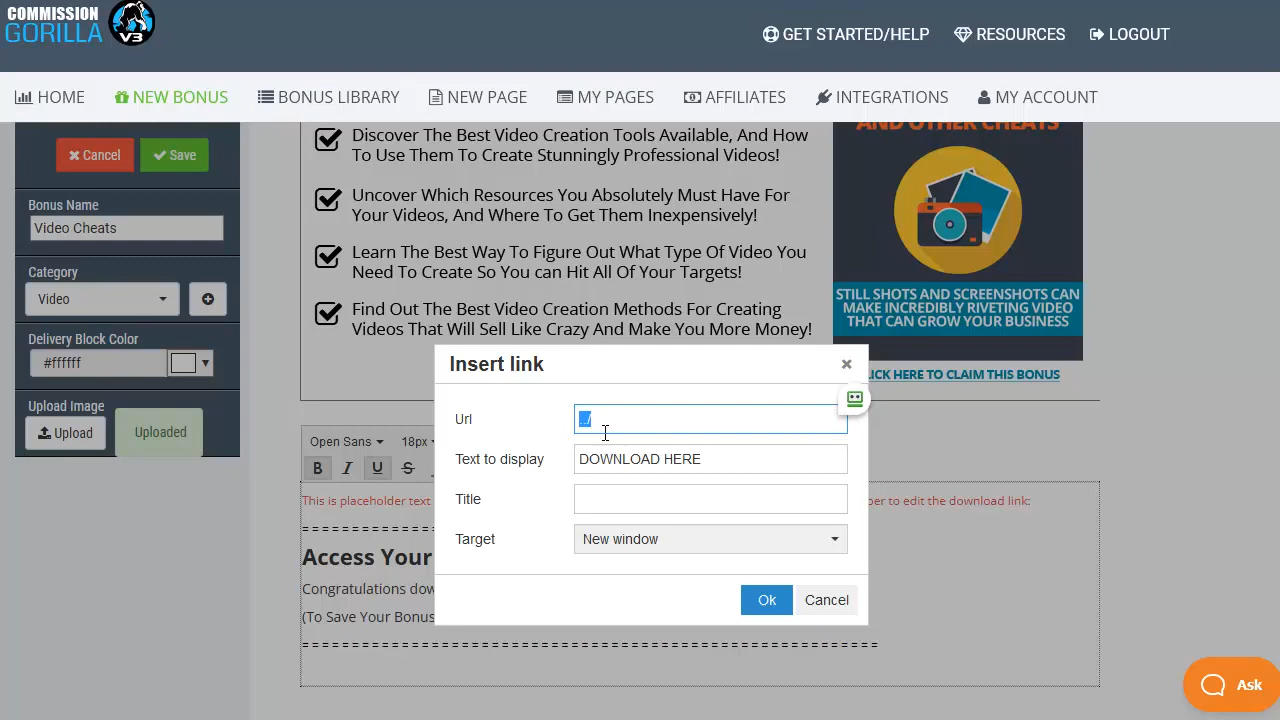 COMMISSION
GORILLA
V3
GET STARTED/HELP
RESOURCES
LOGOUT
HOME
NEW BONUS
BONUS LIBRARY
NEW PAGE
MY PAGES
AFFILIATES
INTEGRATIONS
MY ACCOUNT
Cancel
Save
Bonus Name
Video Cheats
Category
Video
Delivery Block Color
#ffffff
Upload Image
Upload
Uploaded
Discover The Best Video Creation Tools Available, And How
To Use Them To Create Stunningly Professional Videos!
Uncover Which Resources You Absolutely Must Have For
Your Videos, And Where To Get Them Inexpensively!
Learn The Best Way To Figure Out What Type Of Video You
Need To Create So You can Hit All Of Your Targets!
Find Out The Best Video Creation Methods For Creating
Videos That Will Sell Like Crazy And Make You More Money!
AND OTHER CHEATS
STILL SHOTS AND SCREENSHOTS CAN
MAKE INCREDIBLY RIVETING VIDEO
THAT CAN GROW YOUR BUSINESS
CLICK HERE TO CLAIM THIS BONUS
Open Sans
18px
B I U S
This is placeholder text
per to edit the download link:
===
Access Your
Congratulations dow
(To Save Your Bonus
==========================================================
Insert link
×
Url
Text to display
DOWNLOAD HERE
Title
Target
New window
Ok
Cancel
Ask